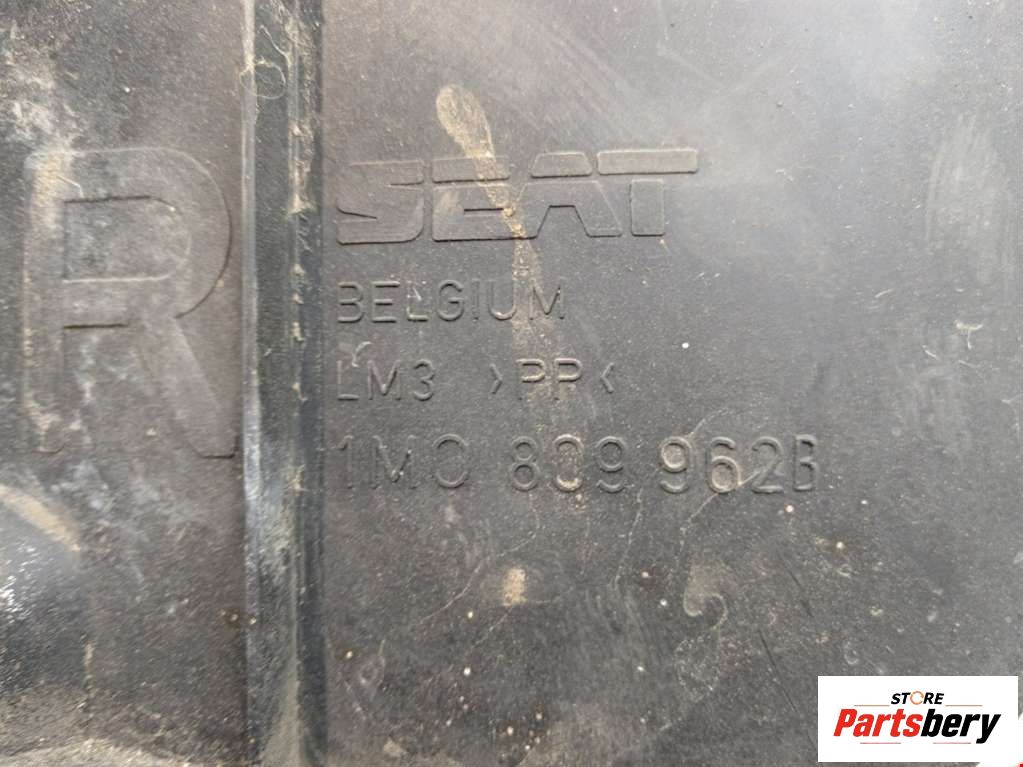 R
SEAT
BELGIUM
LM3 >PP<
1M0 809 962B
STORE
Partsbery